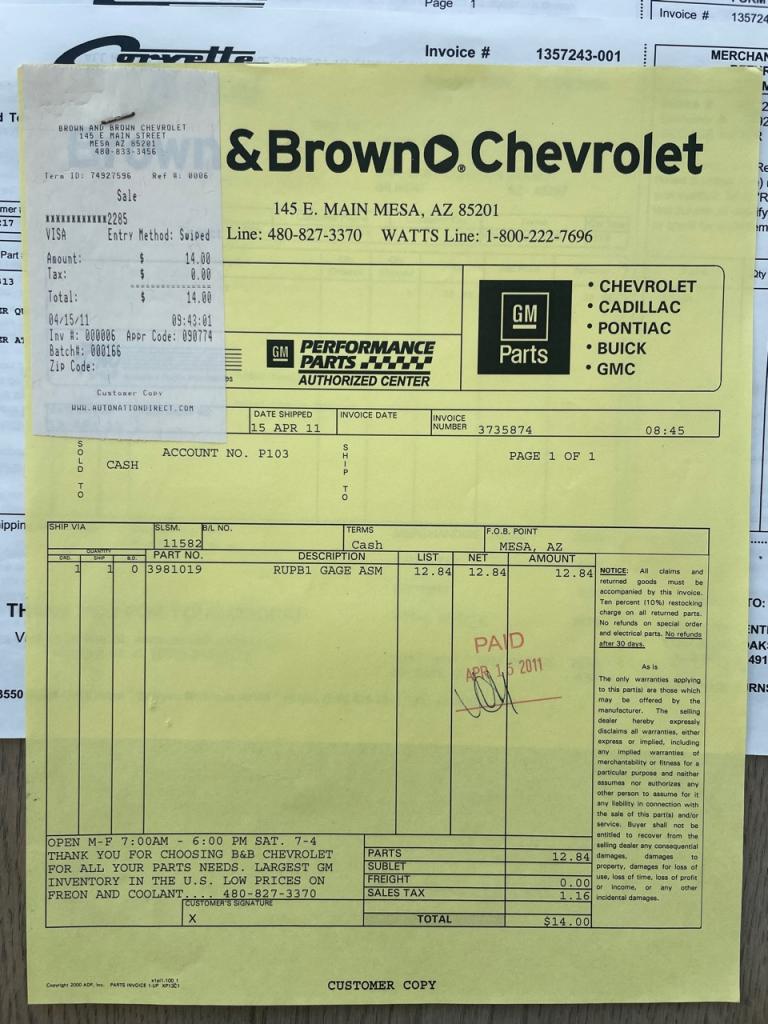 Page 1
Invoice #
Corvette
Invoice # 1357243-001
BROWN AND BROWN CHEVROLET
145 E MAIN STREET
MESA AZ 85201
480-833-3456
Term ID: 74927596 Ref #: 0006
Sale
xxxxxxxxxxxx2285
VISA Entry Method: Swiped
Amount: $ 14.00
Tax: $ 0.00
Total: $ 14.00
04/15/11 09:43:01
Inv #: 000006 Appr Code: 090774
Batch#: 000166
Zip Code:
Customer Copy
WWW.AUTONATIONDIRECT.COM
& Brown Chevrolet
145 E. MAIN MESA, AZ 85201
Line: 480-827-3370 WATTS Line: 1-800-222-7696
GM PERFORMANCE
PARTS
AUTHORIZED CENTER
GM
Parts
• CHEVROLET
• CADILLAC
• PONTIAC
• BUICK
• GMC
DATE SHIPPED
15 APR 11
INVOICE DATE
INVOICE
NUMBER 3735874 08:45
SOLD TO
CASH
ACCOUNT NO. P103
SHIP TO
PAGE 1 OF 1
SHIP VIA SLSM. B/L NO. TERMS F.O.B. POINT
11582 Cash MESA, AZ
QUANTITY
ORD. SHIP B.O. PART NO. DESCRIPTION LIST NET AMOUNT
1 1 0 3981019 RUPB1 GAGE ASM 12.84 12.84 12.84
PAID
APR 15 2011
NOTICE: All claims and
returned goods must be
accompanied by this invoice.
Ten percent (10%) restocking
charge on all returned parts.
No refunds on special order
and electrical parts. No refunds
after 30 days.
As is
The only warranties applying
to this part(s) are those which
may be offered by the
manufacturer. The selling
dealer hereby expressly
disclaims all warranties, either
express or implied, including
any implied warranties of
merchantability or fitness for a
particular purpose and neither
assumes nor authorizes any
other person to assume for it
any liability in connection with
the sale of this part(s) and/or
service. Buyer shall not be
entitled to recover from the
selling dealer any consequential
damages, damages to
property, damages for loss of
use, loss of time, loss of profit
or income, or any other
incidental damages.
OPEN M-F 7:00AM - 6:00 PM SAT. 7-4
THANK YOU FOR CHOOSING B&B CHEVROLET
FOR ALL YOUR PARTS NEEDS. LARGEST GM
INVENTORY IN THE U.S. LOW PRICES ON
FREON AND COOLANT.... 480-827-3370
CUSTOMER'S SIGNATURE
X
PARTS 12.84
SUBLET
FREIGHT 0.00
SALES TAX 1.16
TOTAL $14.00
CUSTOMER COPY